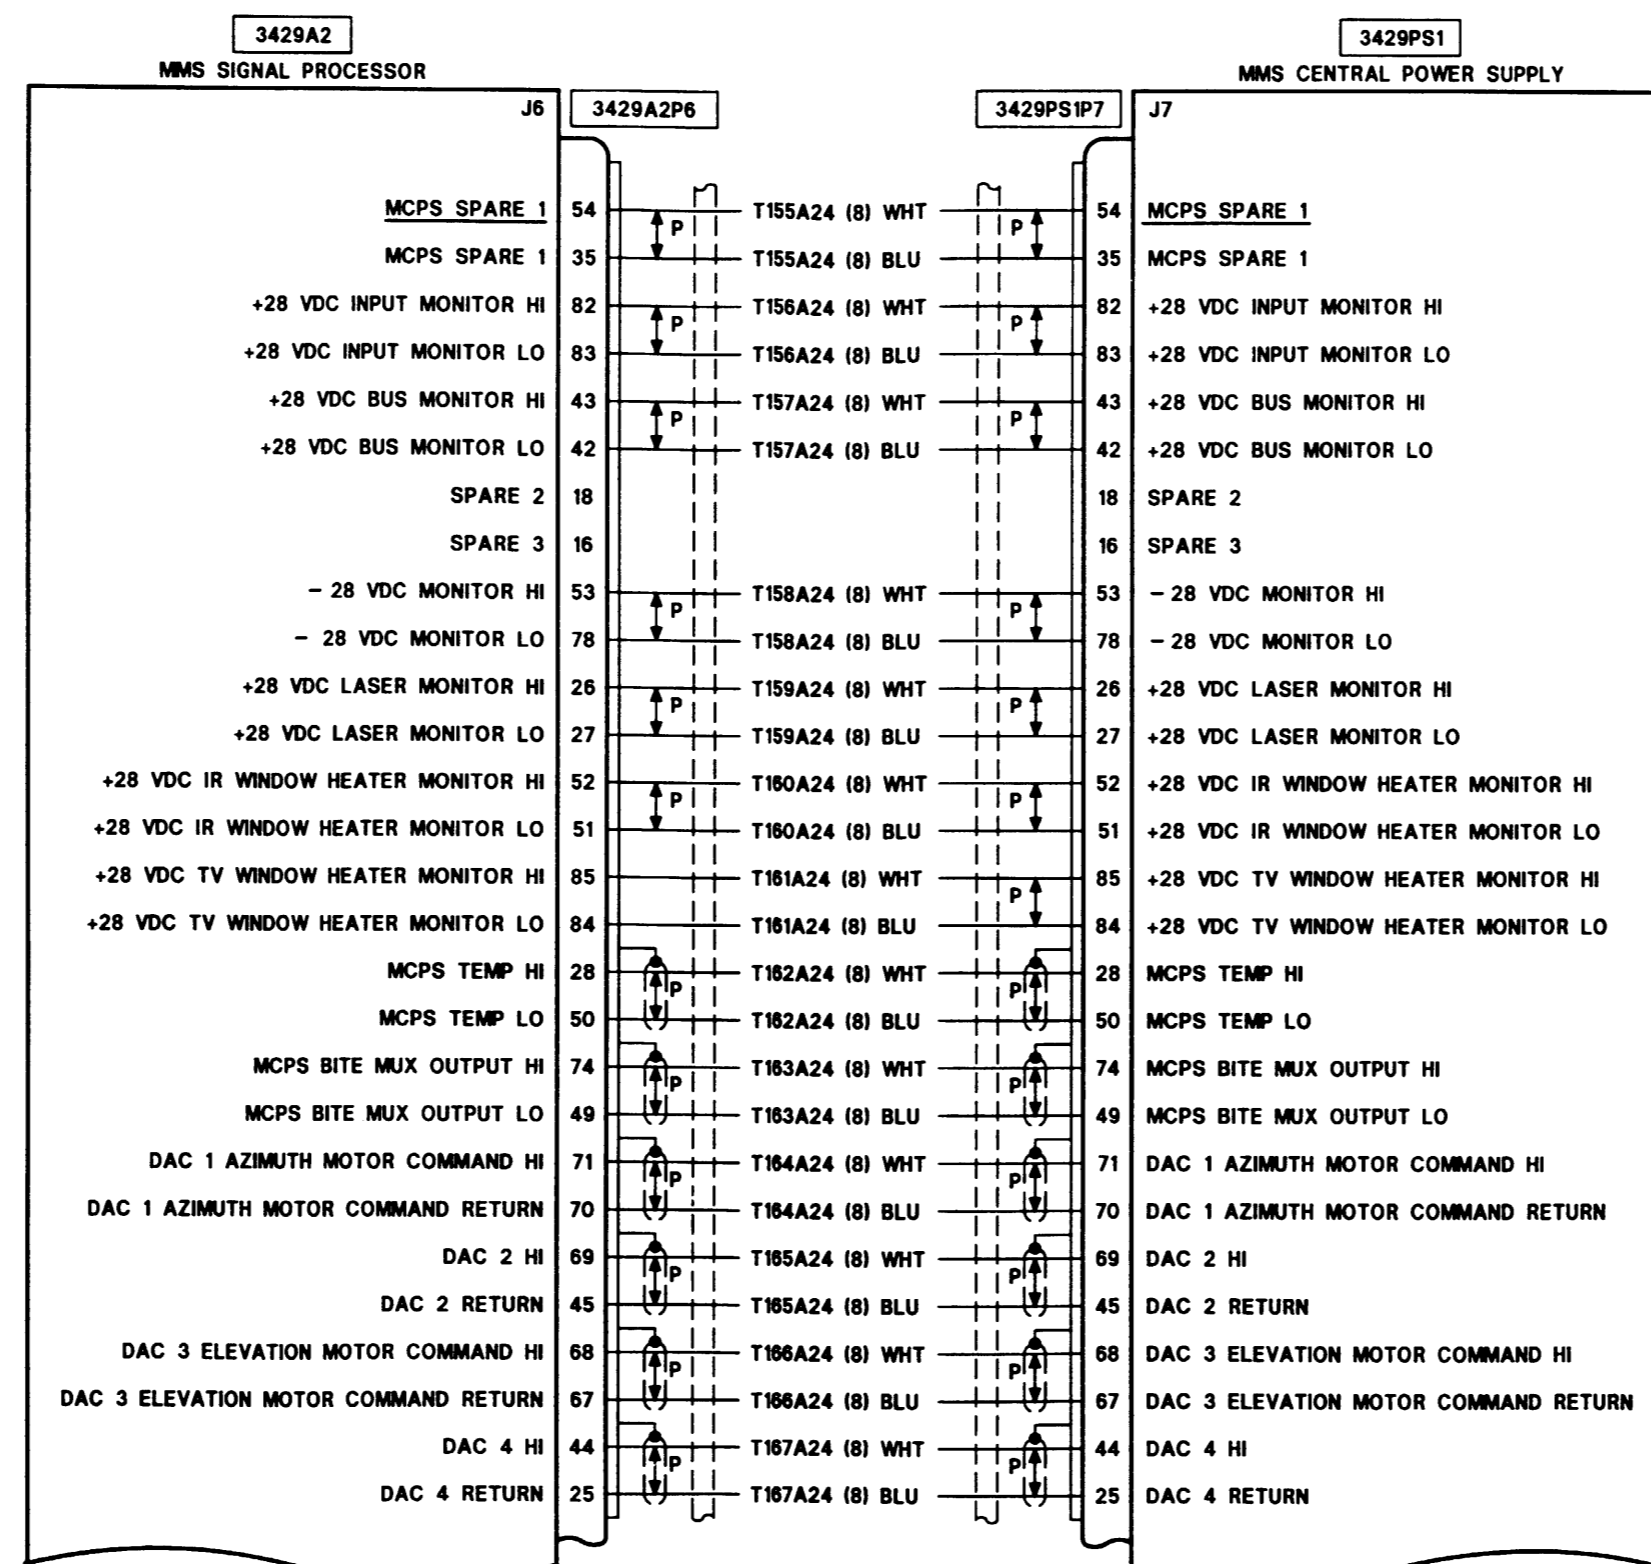 3429A2 3429PS1
MMS SIGNAL PROCESSOR MMS CENTRAL POWER SUPPLY
J6 3429A2P6 3429PS1P7 J7
MCPS SPARE 1 54 T155A24 (8) WHT 54 MCPS SPARE 1
P P
MCPS SPARE 1 35 T155A24 (8) BLU 35 MCPS SPARE 1
+28 VDC INPUT MONITOR HI 82 T156A24 (8) WHT 82 +28 VDC INPUT MONITOR HI
P P
+28 VDC INPUT MONITOR LO 83 T156A24 (8) BLU 83 +28 VDC INPUT MONITOR LO
+28 VDC BUS MONITOR HI 43 T157A24 (8) WHT 43 +28 VDC BUS MONITOR HI
P P
+28 VDC BUS MONITOR LO 42 T157A24 (8) BLU 42 +28 VDC BUS MONITOR LO
SPARE 2 18 18 SPARE 2
SPARE 3 16 16 SPARE 3
- 28 VDC MONITOR HI 53 T158A24 (8) WHT 53 - 28 VDC MONITOR HI
P P
- 28 VDC MONITOR LO 78 T158A24 (8) BLU 78 - 28 VDC MONITOR LO
+28 VDC LASER MONITOR HI 26 T159A24 (8) WHT 26 +28 VDC LASER MONITOR HI
P P
+28 VDC LASER MONITOR LO 27 T159A24 (8) BLU 27 +28 VDC LASER MONITOR LO
+28 VDC IR WINDOW HEATER MONITOR HI 52 T160A24 (8) WHT 52 +28 VDC IR WINDOW HEATER MONITOR HI
P P
+28 VDC IR WINDOW HEATER MONITOR LO 51 T160A24 (8) BLU 51 +28 VDC IR WINDOW HEATER MONITOR LO
+28 VDC TV WINDOW HEATER MONITOR HI 85 T161A24 (8) WHT 85 +28 VDC TV WINDOW HEATER MONITOR HI
P
+28 VDC TV WINDOW HEATER MONITOR LO 84 T161A24 (8) BLU 84 +28 VDC TV WINDOW HEATER MONITOR LO
MCPS TEMP HI 28 T162A24 (8) WHT 28 MCPS TEMP HI
P P
MCPS TEMP LO 50 T162A24 (8) BLU 50 MCPS TEMP LO
MCPS BITE MUX OUTPUT HI 74 T163A24 (8) WHT 74 MCPS BITE MUX OUTPUT HI
P P
MCPS BITE MUX OUTPUT LO 49 T163A24 (8) BLU 49 MCPS BITE MUX OUTPUT LO
DAC 1 AZIMUTH MOTOR COMMAND HI 71 T164A24 (8) WHT 71 DAC 1 AZIMUTH MOTOR COMMAND HI
P P
DAC 1 AZIMUTH MOTOR COMMAND RETURN 70 T164A24 (8) BLU 70 DAC 1 AZIMUTH MOTOR COMMAND RETURN
DAC 2 HI 69 T165A24 (8) WHT 69 DAC 2 HI
P P
DAC 2 RETURN 45 T165A24 (8) BLU 45 DAC 2 RETURN
DAC 3 ELEVATION MOTOR COMMAND HI 68 T166A24 (8) WHT 68 DAC 3 ELEVATION MOTOR COMMAND HI
P P
DAC 3 ELEVATION MOTOR COMMAND RETURN 67 T166A24 (8) BLU 67 DAC 3 ELEVATION MOTOR COMMAND RETURN
DAC 4 HI 44 T167A24 (8) WHT 44 DAC 4 HI
P P
DAC 4 RETURN 25 T167A24 (8) BLU 25 DAC 4 RETURN